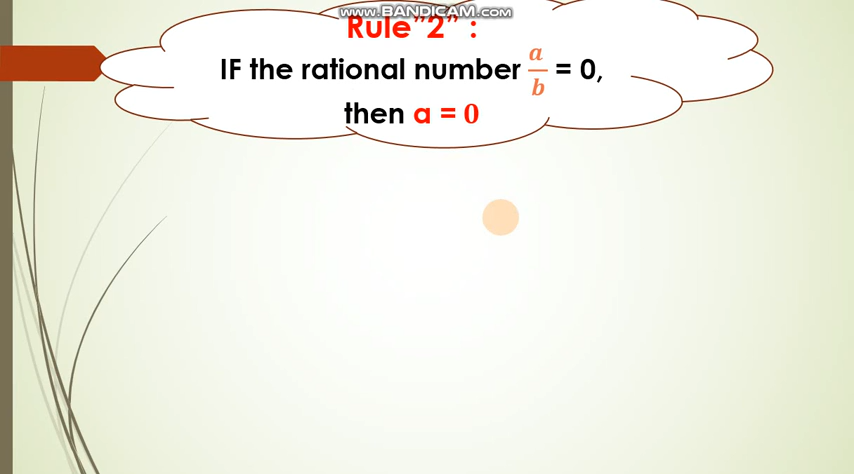 www.BANDICAM.com
Rule "2" :
IF the rational number a/b = 0,
then a = 0